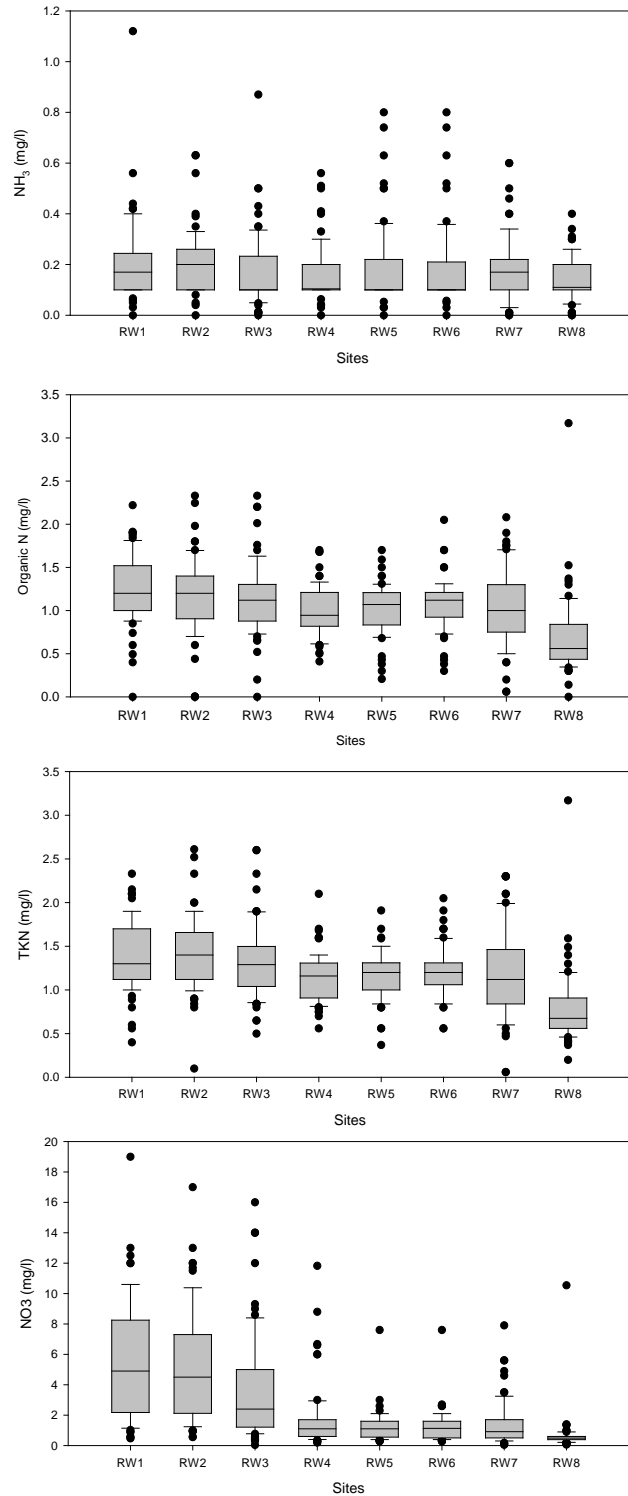 1.2
1.0
0.8
0.6
0.4
0.2
0.0
NH3 (mg/l)
RW1 RW2 RW3 RW4 RW5 RW6 RW7 RW8
Sites
3.5
3.0
2.5
2.0
1.5
1.0
0.5
0.0
Organic N (mg/l)
RW1 RW2 RW3 RW4 RW5 RW6 RW7 RW8
Sites
3.5
3.0
2.5
2.0
1.5
1.0
0.5
0.0
TKN (mg/l)
RW1 RW2 RW3 RW4 RW5 RW6 RW7 RW8
Sites
20
18
16
14
12
10
8
6
4
2
0
NO3 (mg/l)
RW1 RW2 RW3 RW4 RW5 RW6 RW7 RW8
Sites